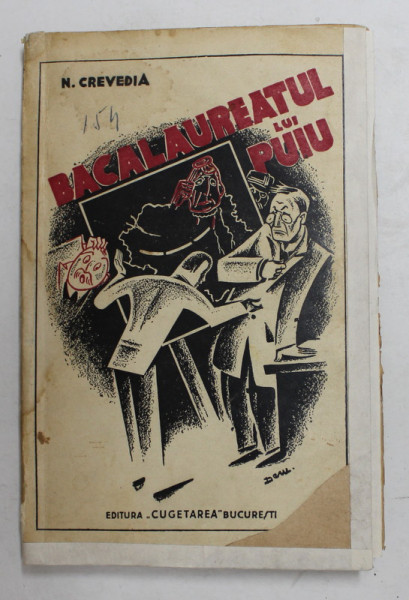 N. CREVEDIA
154
BACALAUREATUL
LUI
PUIU
EDITURA „CUGETAREA" BUCUREȘTI